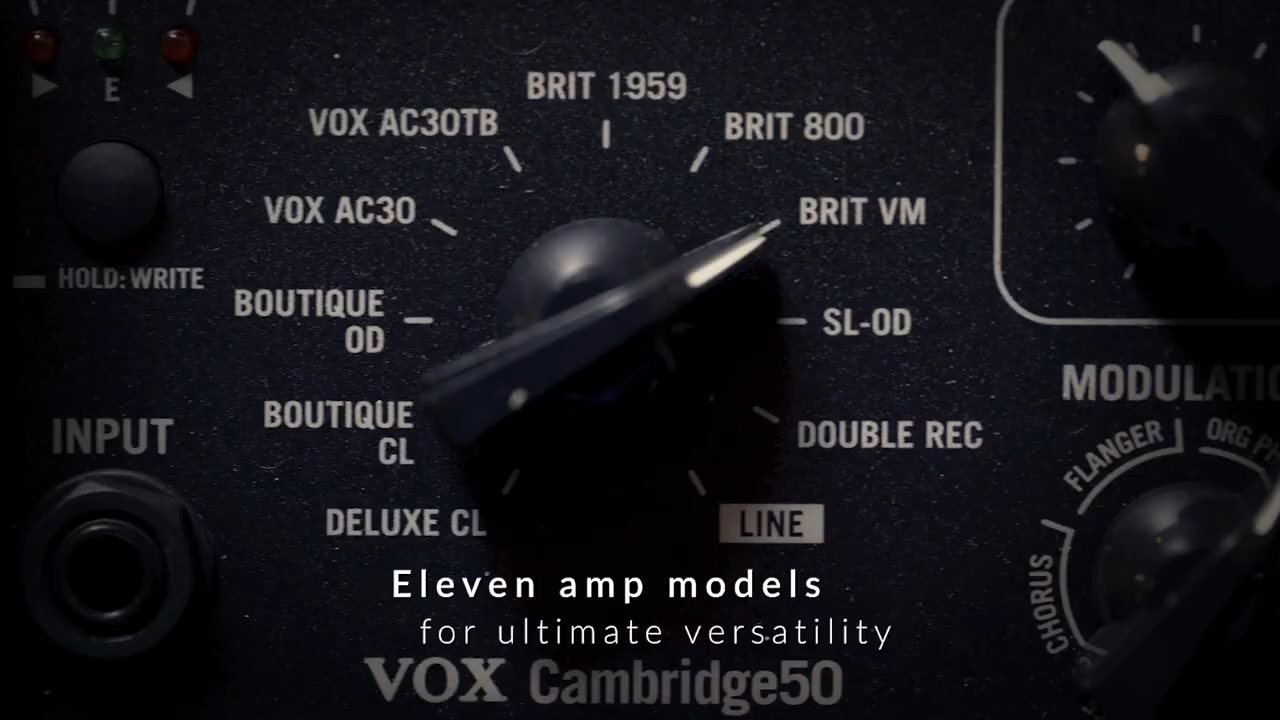 E
BRIT 1959
VOX AC30TB
BRIT 800
VOX AC30
BRIT VM
HOLD: WRITE
BOUTIQUE
OD
SL-OD
MODULATIO
BOUTIQUE
CL
INPUT
DOUBLE REC
FLANGER
ORG PH
DELUXE CL
LINE
CHORUS
Eleven amp models
for ultimate versatility
VOX Cambridge50